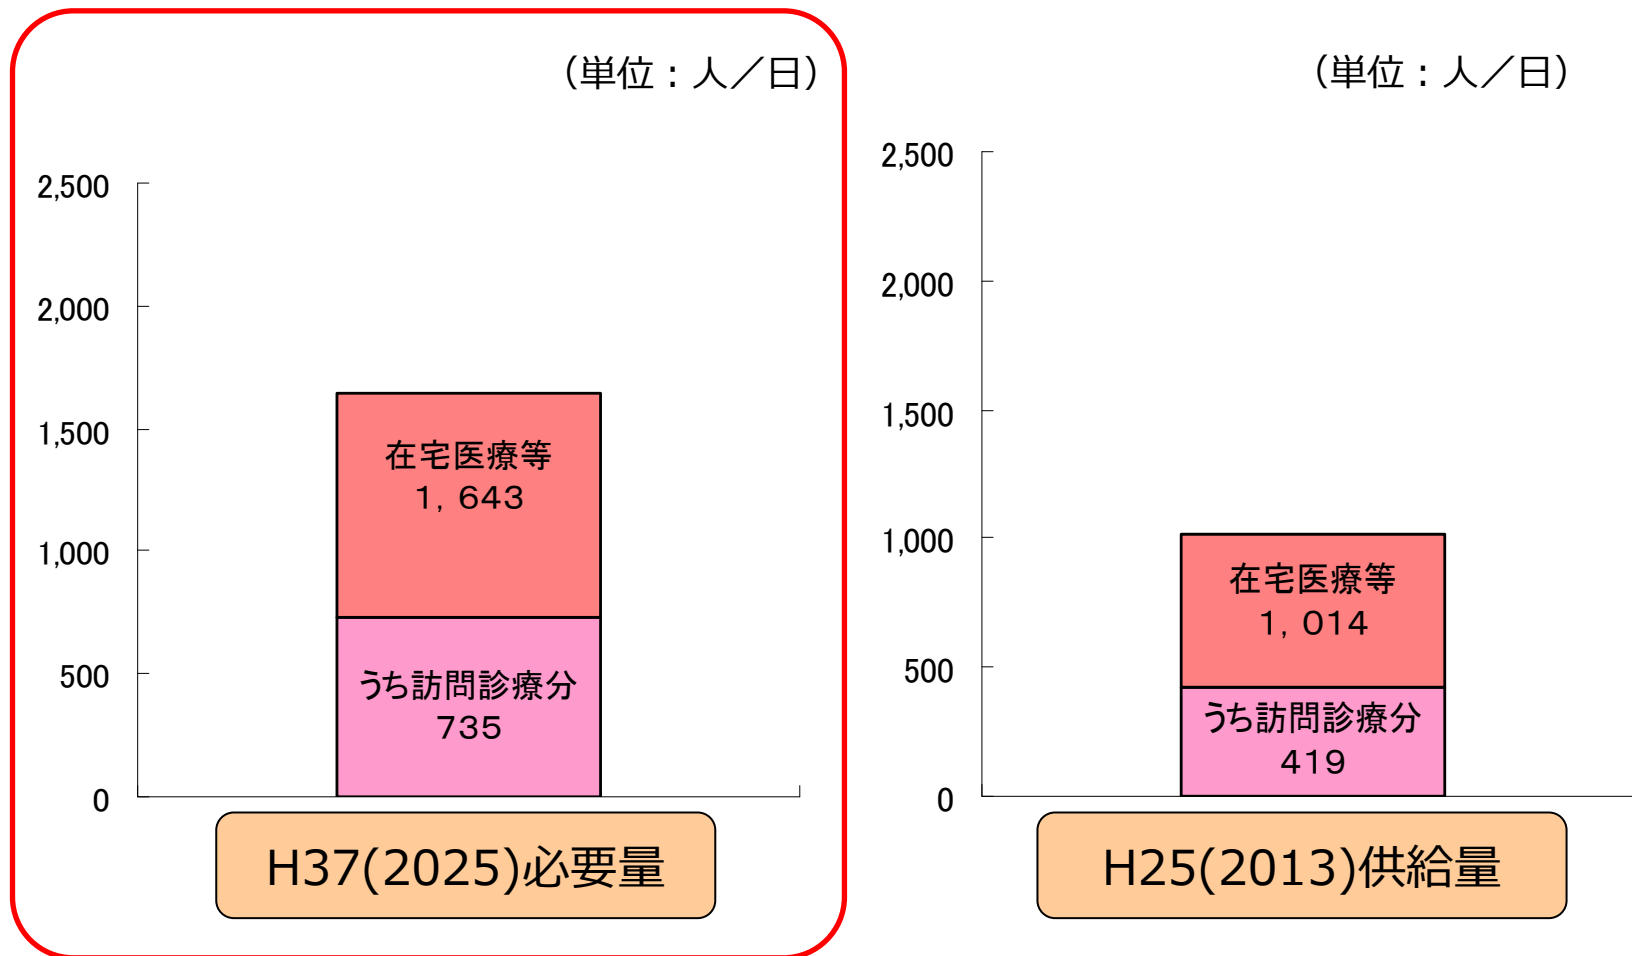 （単位：人／日）
2,500
2,000
1,500
1,000
500
0
在宅医療等
１，６４３
うち訪問診療分
７３５
H37(2025)必要量
（単位：人／日）
2,500
2,000
1,500
1,000
500
0
在宅医療等
１，０１４
うち訪問診療分
４１９
H25(2013)供給量